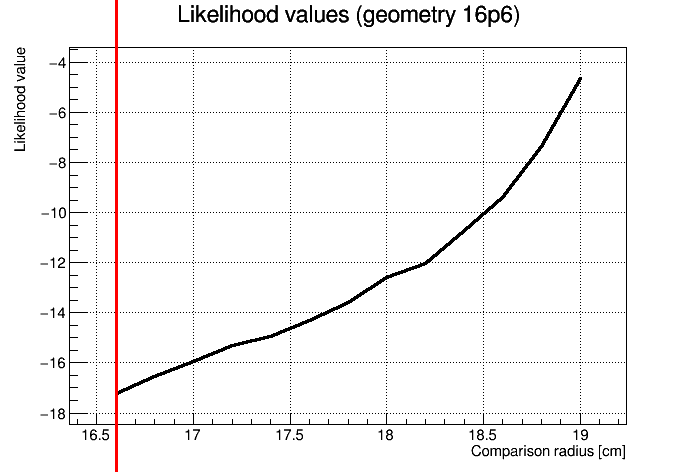 Likelihood values (geometry 16p6)
Likelihood value
−4
−6
−8
−10
−12
−14
−16
−18
16.5 17 17.5 18 18.5 19
Comparison radius [cm]